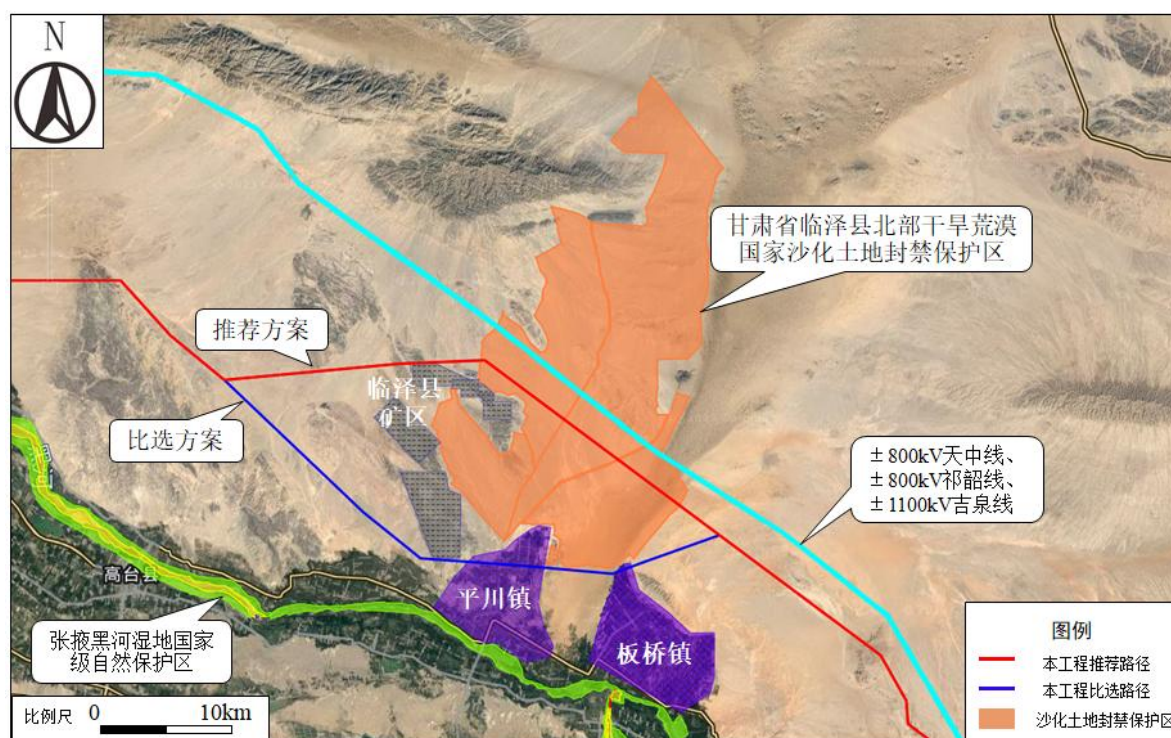 N
甘肃省临泽县北部干旱荒漠
国家沙化土地封禁保护区
推荐方案
临泽县
矿区
比选方案
±800kV天中线、
±800kV祁韶线、
±1100kV吉泉线
高台县
平川镇
张掖黑河湿地国家
级自然保护区
板桥镇
图例
本工程推荐路径
本工程比选路径
沙化土地封禁保护区
比例尺 0 10km